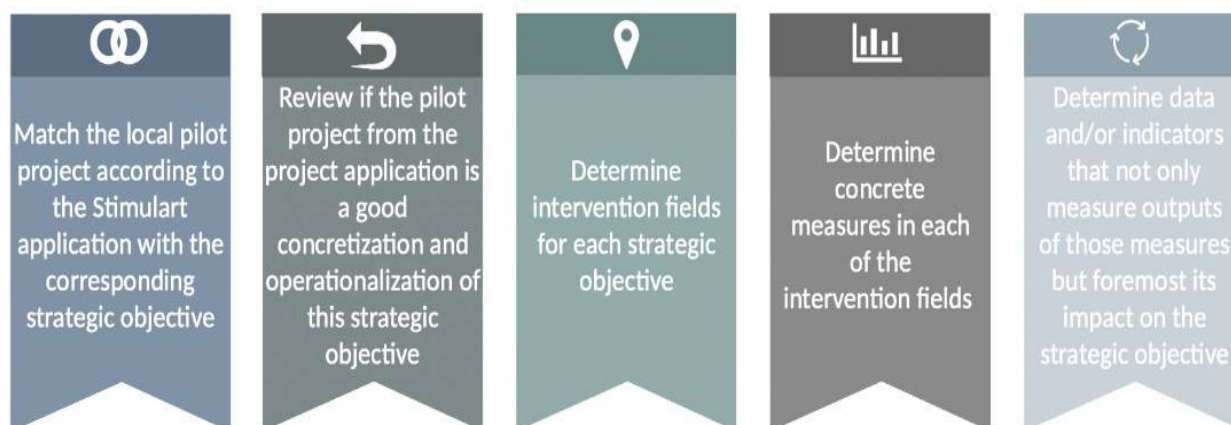 Match the local pilot
project according to
the Stimulart
application with the
corresponding
strategic objective
Review if the pilot
project from the
project application is
a good
concretization and
operationalization of
this strategic
objective
Determine
intervention fields
for each strategic
objective
Determine
concrete
measures in each
of the
intervention fields
Determine data
and/or indicators
that not only
measure outputs
of those measures
but foremost its
impact on the
strategic objective